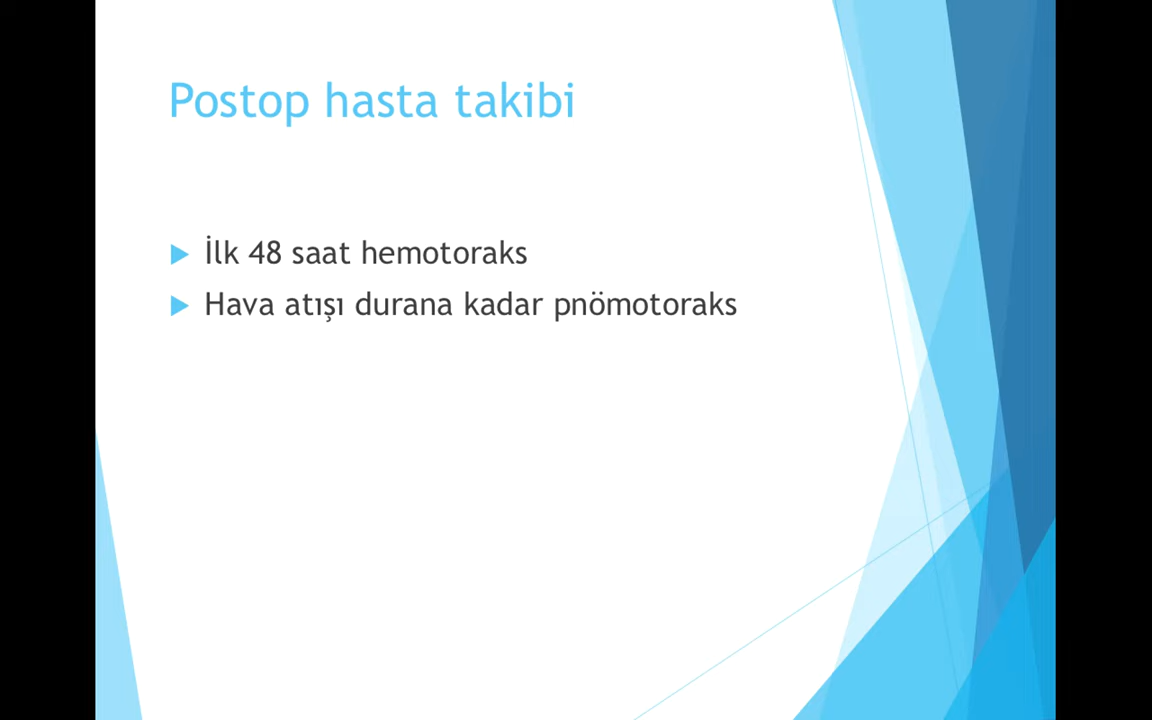 Postop hasta takibi
İlk 48 saat hemotoraks
Hava atışı durana kadar pnömotoraks